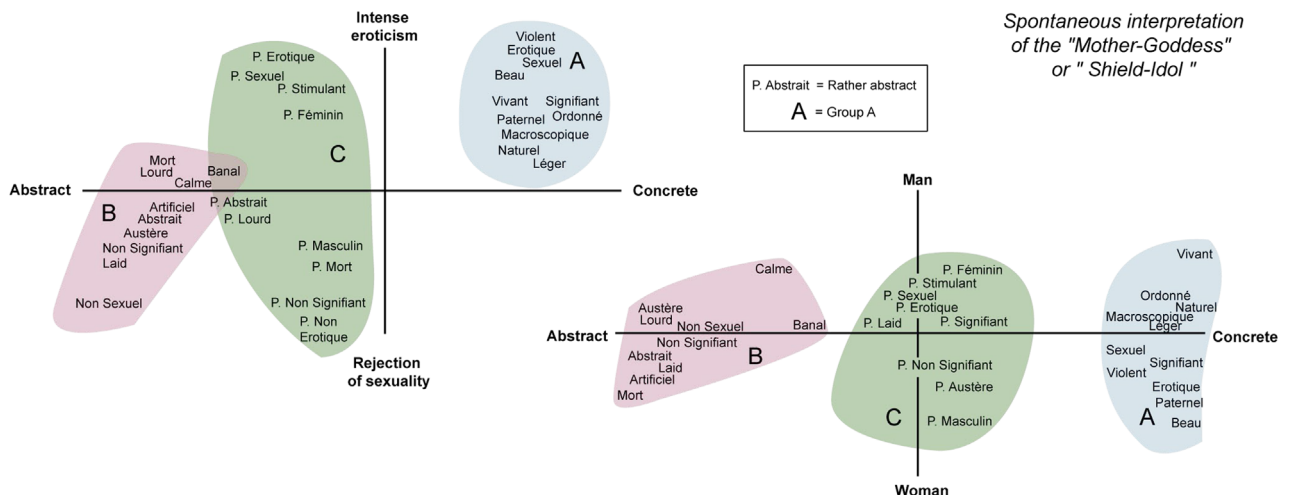 Spontaneous interpretation
of the "Mother-Goddess"
or " Shield-Idol "
P. Abstrait = Rather abstract
A = Group A
Intense
eroticism
Abstract
Concrete
Rejection
of sexuality
P. Erotique
P. Sexuel
P. Stimulant
P. Féminin
C
Violent
Erotique
Sexuel
A
Beau
Vivant Signifiant
Paternel Ordonné
Macroscopique
Naturel
Léger
Mort
Lourd
Banal
Calme
B
Artificiel
Abstrait
Austère
Non Signifiant
Laid
Non Sexuel
P. Abstrait
P. Lourd
P. Masculin
P. Mort
P. Non Signifiant
P. Non
Erotique
Man
Abstract
Concrete
Woman
Calme
Austère
Lourd
Non Sexuel
Banal
Non Signifiant
Abstrait
B
Laid
Artificiel
Mort
P. Féminin
P. Stimulant
P. Sexuel
P. Erotique
P. Laid
P. Signifiant
P. Non Signifiant
P. Austère
C
P. Masculin
Vivant
Ordonné
Naturel
Macroscopique
Léger
Sexuel
Signifiant
Violent
Erotique
Paternel
A
Beau